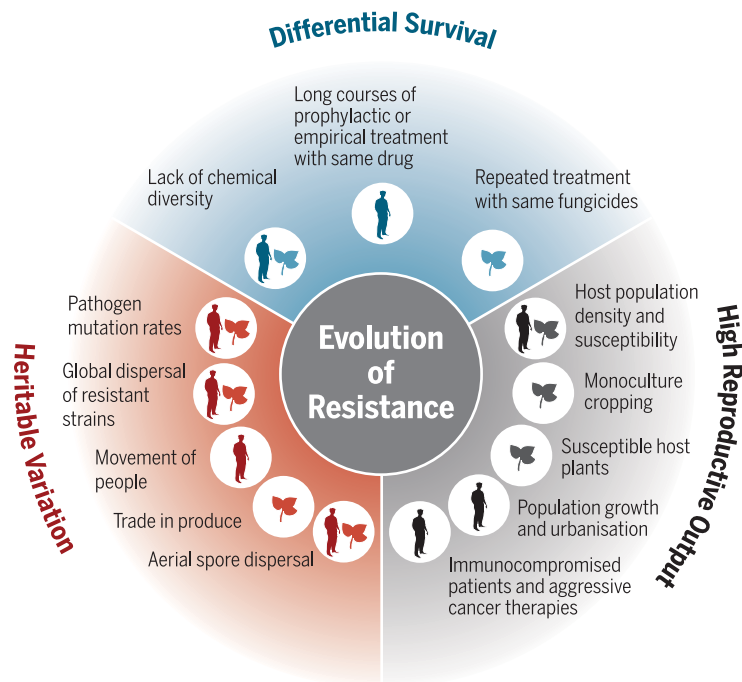 Differential Survival
Long courses of
prophylactic or
empirical treatment
with same drug
Lack of chemical
diversity
Repeated treatment
with same fungicides
Evolution
of
Resistance
Heritable Variation
Pathogen
mutation rates
Global dispersal
of resistant
strains
Movement of
people
Trade in produce
Aerial spore dispersal
High Reproductive Output
Host population
density and
susceptibility
Monoculture
cropping
Susceptible host
plants
Population growth
and urbanisation
Immunocompromised
patients and aggressive
cancer therapies